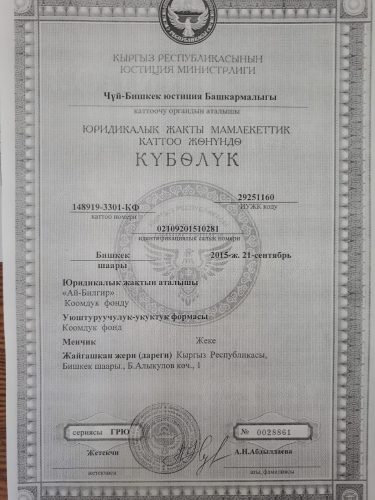 КЫРГЫЗ РЕСПУБЛИКАСЫНЫН
ЮСТИЦИЯ МИНИСТРЛИГИ
Чүй-Бишкек юстиция Башкармалыгы
каттоочу органдын аталышы
ЮРИДИКАЛЫК ЖАКТЫ МАМЛЕКЕТТИК
КАТТОО ЖӨНҮНДӨ
КҮБӨЛҮК
29251160
148919-3301-КФ ИУЖК коду
каттоо номери
02109201510281
идентификациялык салык номери
Бишкек 2015-ж. 21-сентябрь
шаары
Юридикалык жактын аталышы
«Ай-Билгир»
Коомдук фонду
Уюштуруучулук-укуктук формасы
Коомдук фонд
Менчик Жеке
Жайгашкан жери (дареги) Кыргыз Республикасы,
Бишкек шаары., Б.Алыкулов көч., 1
сериясы ГРЮ № 0028861
Жетекчи А.Н.Абдылдаева
жетекчиси аты, фамилиясы